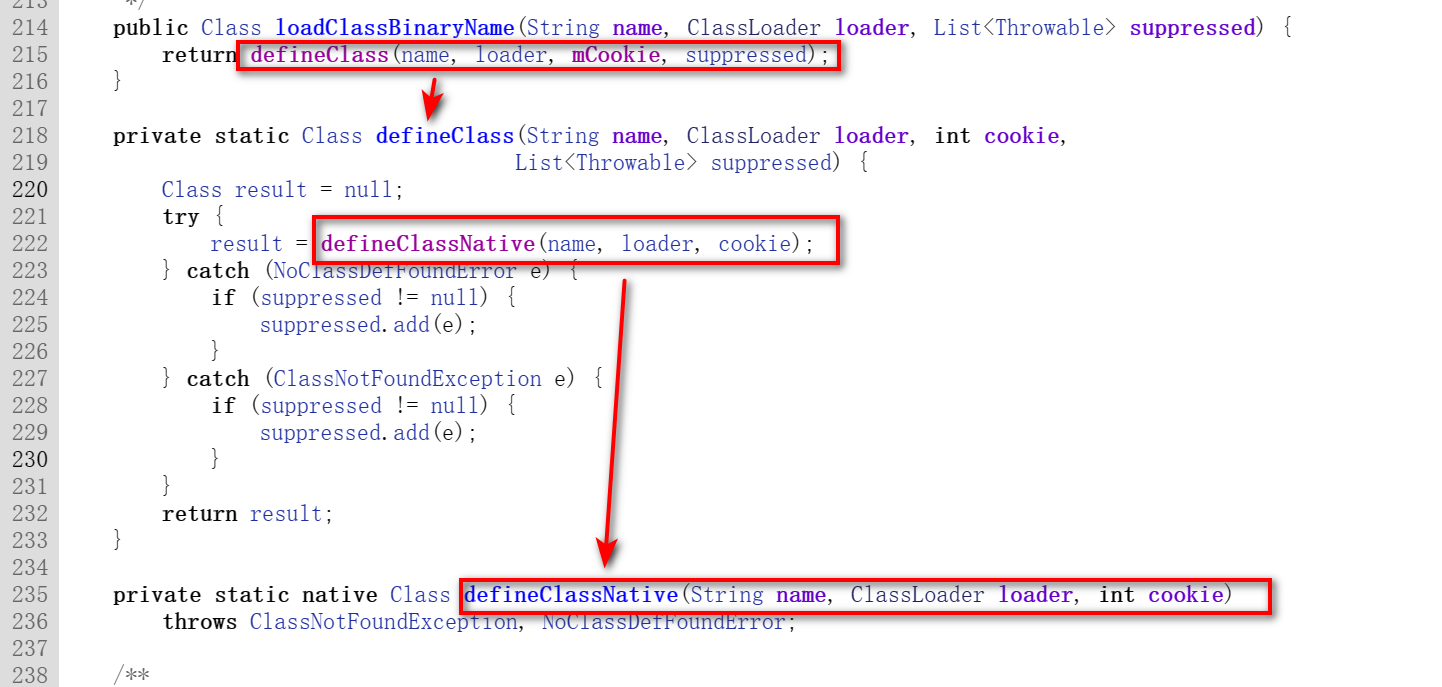 213      */
214     public Class loadClassBinaryName(String name, ClassLoader loader, List<Throwable> suppressed) {
215         return defineClass(name, loader, mCookie, suppressed);
216     }
217
218     private static Class defineClass(String name, ClassLoader loader, int cookie,
219                                      List<Throwable> suppressed) {
220         Class result = null;
221         try {
222             result = defineClassNative(name, loader, cookie);
223         } catch (NoClassDefFoundError e) {
224             if (suppressed != null) {
225                 suppressed.add(e);
226             }
227         } catch (ClassNotFoundException e) {
228             if (suppressed != null) {
229                 suppressed.add(e);
230             }
231         }
232         return result;
233     }
234
235     private static native Class defineClassNative(String name, ClassLoader loader, int cookie)
236         throws ClassNotFoundException, NoClassDefFoundError;
237
238     /**